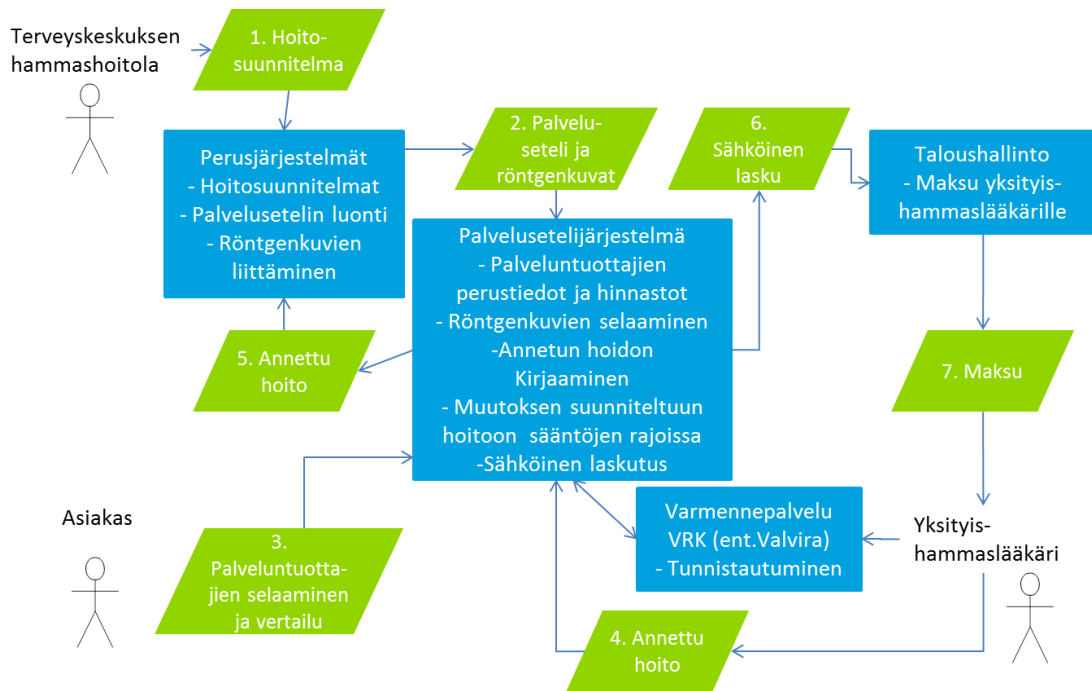 Terveyskeskuksen
hammashoitola
1. Hoito-
suunnitelma
Perusjärjestelmät
- Hoitosuunnitelmat
- Palvelusetelin luonti
- Röntgenkuvien
liittäminen
2. Palvelu-
seteli ja
röntgenkuvat
6.
Sähköinen
lasku
Taloushallinto
- Maksu yksityis-
hammaslääkärille
Palvelusetelijärjestelmä
- Palveluntuottajien
perustiedot ja hinnastot
- Röntgenkuvien selaaminen
-Annetun hoidon
Kirjaaminen
- Muutoksen suunniteltuun
hoitoon sääntöjen rajoissa
-Sähköinen laskutus
5. Annettu
hoito
7. Maksu
Asiakas
3.
Palveluntuotta-
jien selaaminen
ja vertailu
Varmennepalvelu
VRK (ent.Valvira)
- Tunnistautuminen
Yksityis-
hammaslääkäri
4. Annettu
hoito